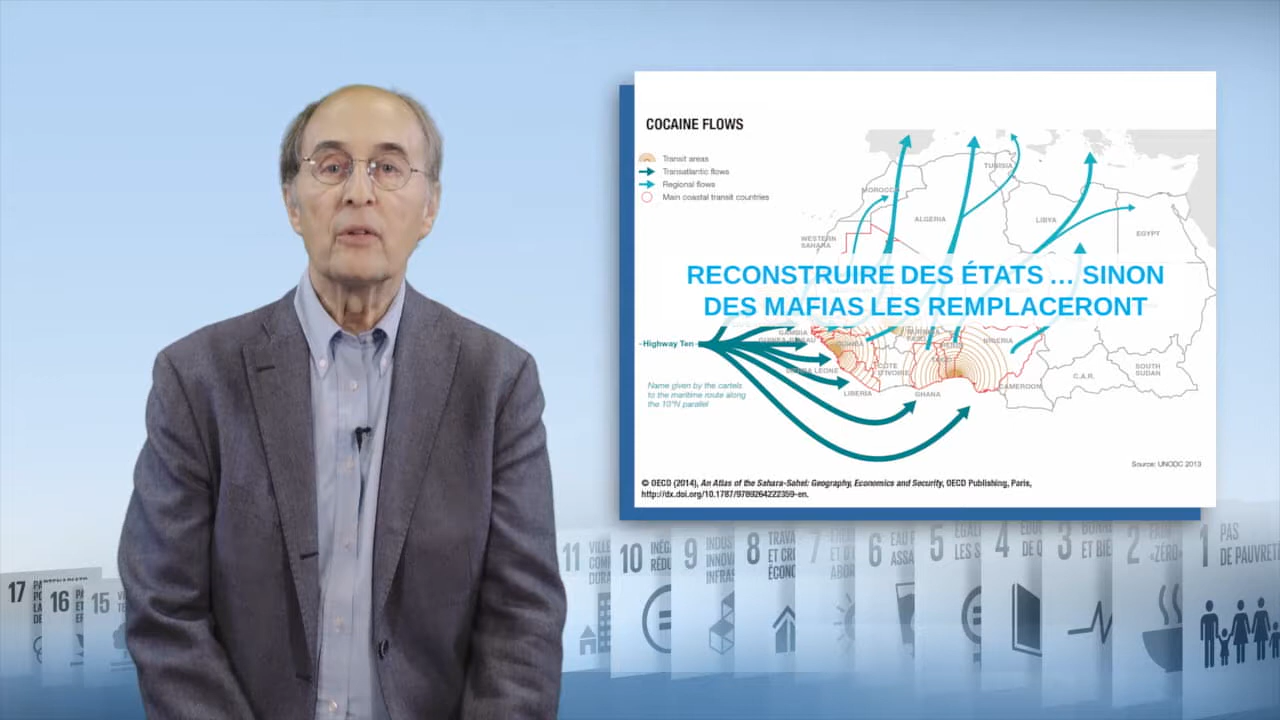 COCAINE FLOWS
Transit areas
Transatlantic flows
Regional flows
Main coastal transit countries
TUNISIA
MOROCCO
ALGERIA
LIBYA
EGYPT
WESTERN
SAHARA
RECONSTRUIRE DES ÉTATS ... SINON
DES MAFIAS LES REMPLACERONT
GAMBIA
NIGERIA
Highway Ten
CÔTE
D'IVOIRE
LIBERIA
GHANA
CAMEROON
C.A.R.
SOUTH
SUDAN
Name given by the cartels
to the maritime route along
the 10°N parallel
Source: UNODC 2013
© OECD (2014), An Atlas of the Sahara-Sahel: Geography, Economics and Security, OECD Publishing, Paris,
http://dx.doi.org/10.1787/9789264222359-en.
17
16
15
11
10
9
8
7
6
5
4
3
2
1 PAS
DE PAUVRETÉ